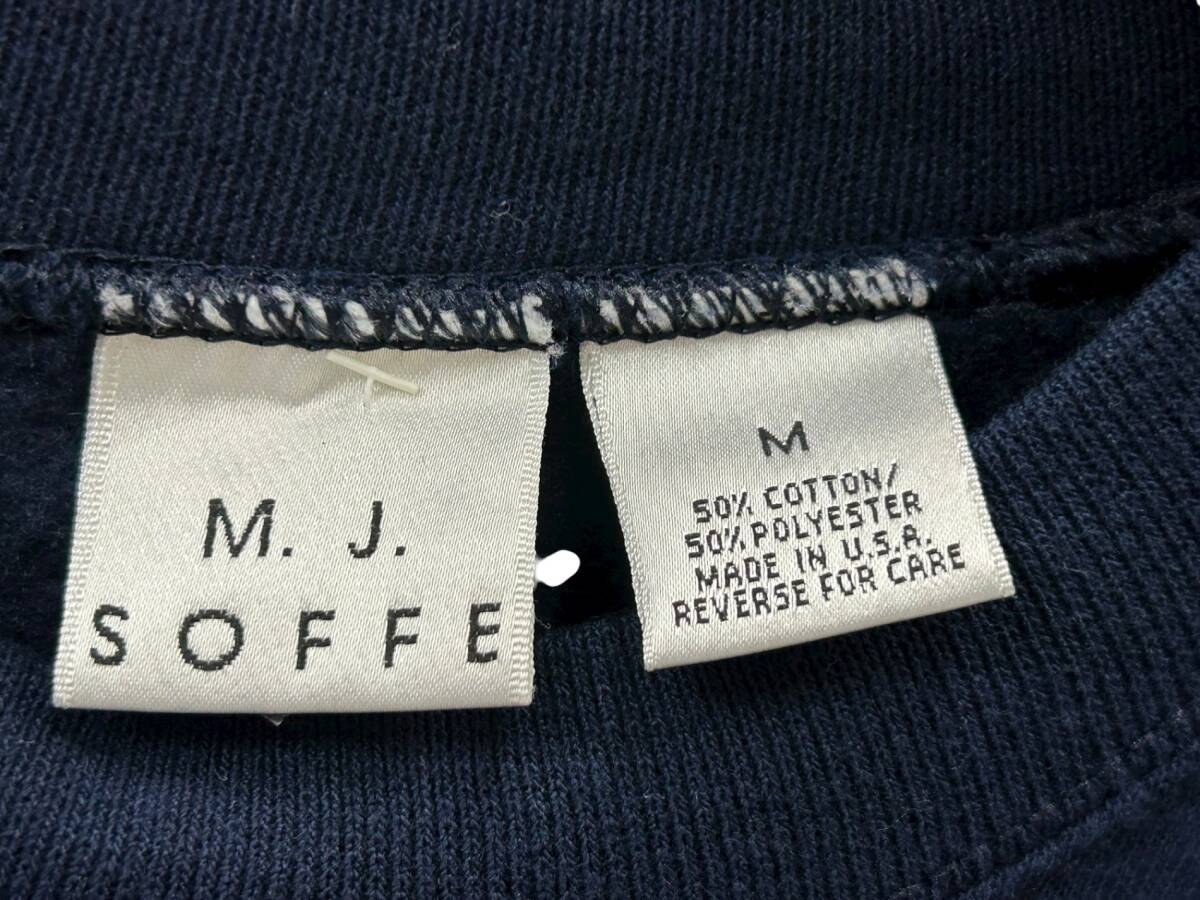 M. J.
SOFFE
M
50% COTTON/
50% POLYESTER
MADE IN U.S.A.
REVERSE FOR CARE